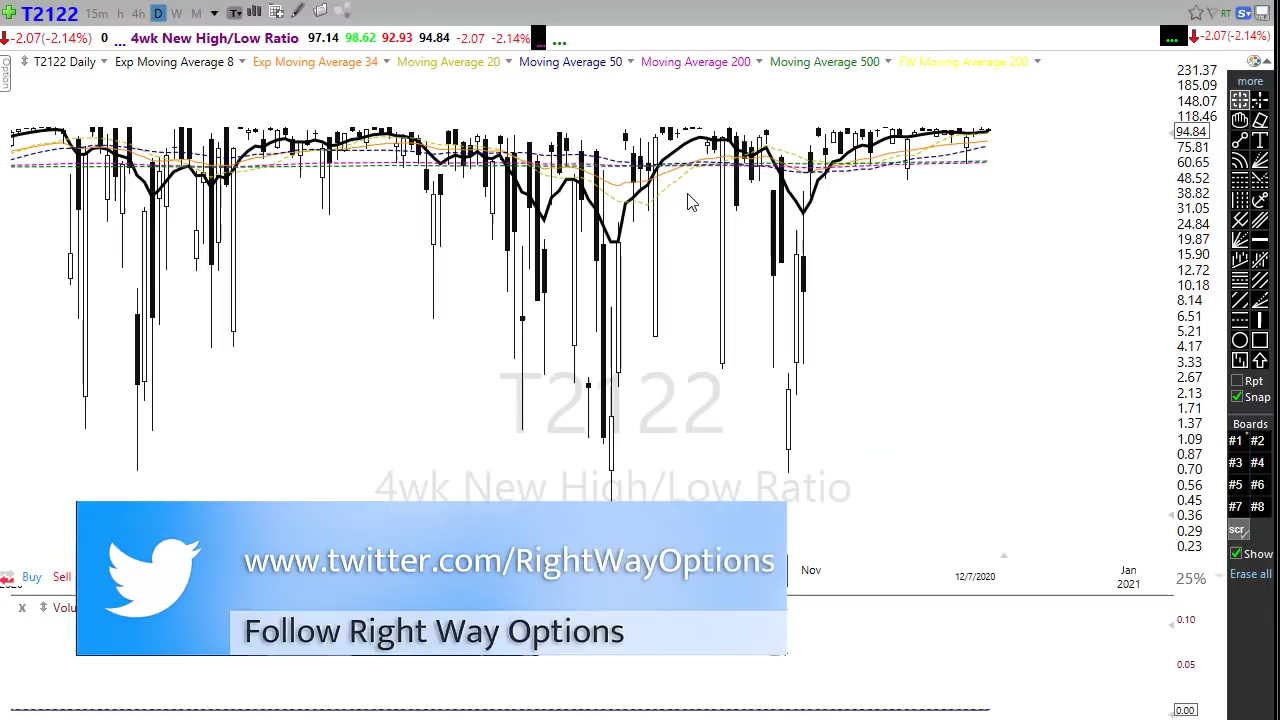 T2122 15m h 4h D W M T
RT S
-2.07(-2.14%) 0 ... 4wk New High/Low Ratio 97.14 98.62 92.93 94.84 -2.07 -2.14% ... ... ... -2.07(-2.14%)
Option
T2122 Daily Exp Moving Average 8 Exp Moving Average 34 Moving Average 20 Moving Average 50 Moving Average 200 Moving Average 500 FW Moving Average 200
231.37
185.09
148.07
118.46
94.84
75.81
60.65
48.52
38.82
31.05
24.84
19.87
15.90
12.72
10.18
8.14
6.51
5.21
4.17
3.33
2.67
2.13
1.71
1.37
1.09
0.87
0.70
0.56
0.45
0.36
0.29
0.23
more
Rpt
Snap
Boards
#1 #2
#3 #4
#5 #6
#7 #8
scr
Show
Erase all
T2122
4wk New High/Low Ratio
www.twitter.com/RightWayOptions
Follow Right Way Options
Buy Sell
Nov
12/7/2020
Jan
2021
25%
X Volu
0.10
0.05
0.00